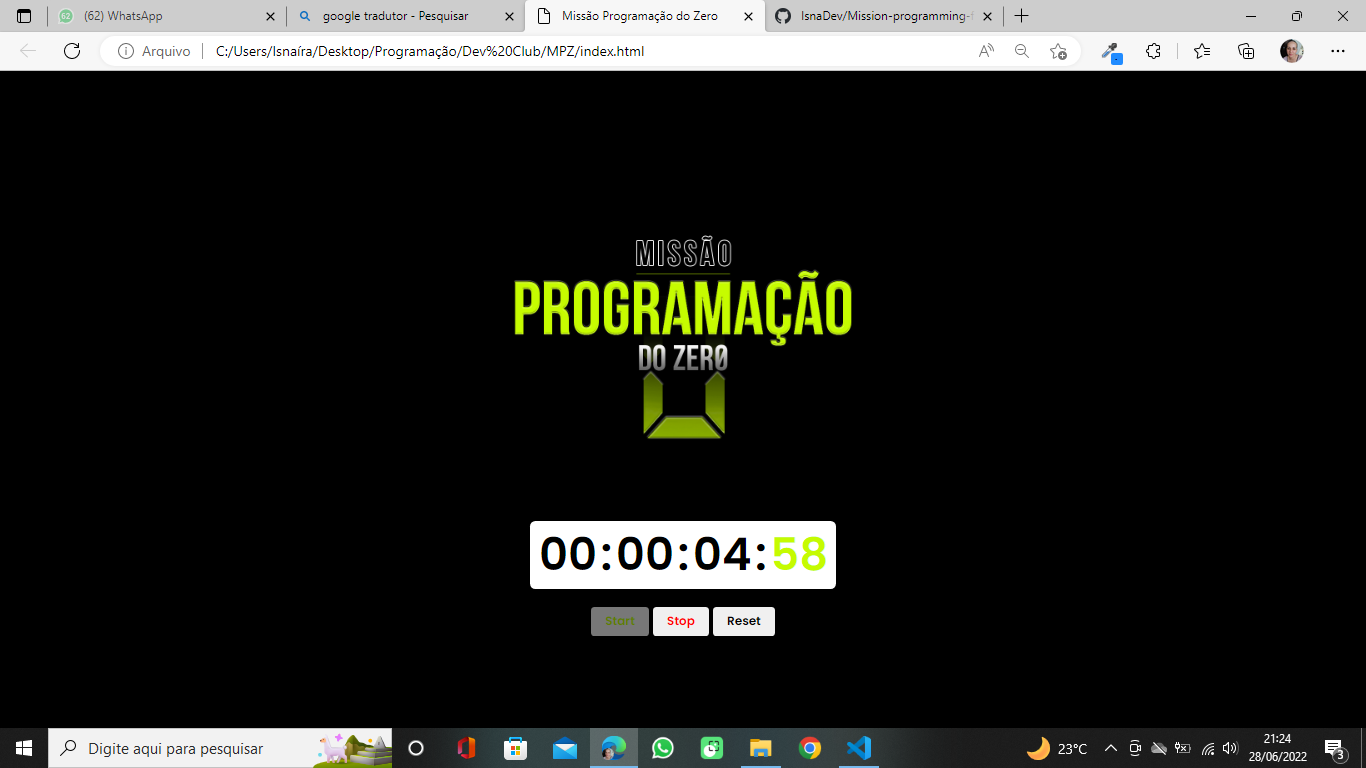 (62) WhatsApp
google tradutor - Pesquisar
Missão Programação do Zero
IsnaDev/Mission-programming-f
Arquivo
C:/Users/Isnaíra/Desktop/Programação/Dev%20Club/MPZ/index.html
MISSÃO
PROGRAMAÇÃO
DO ZERO
00:00:04:58
Start
Stop
Reset
Digite aqui para pesquisar
23°C
21:24
28/06/2022
3